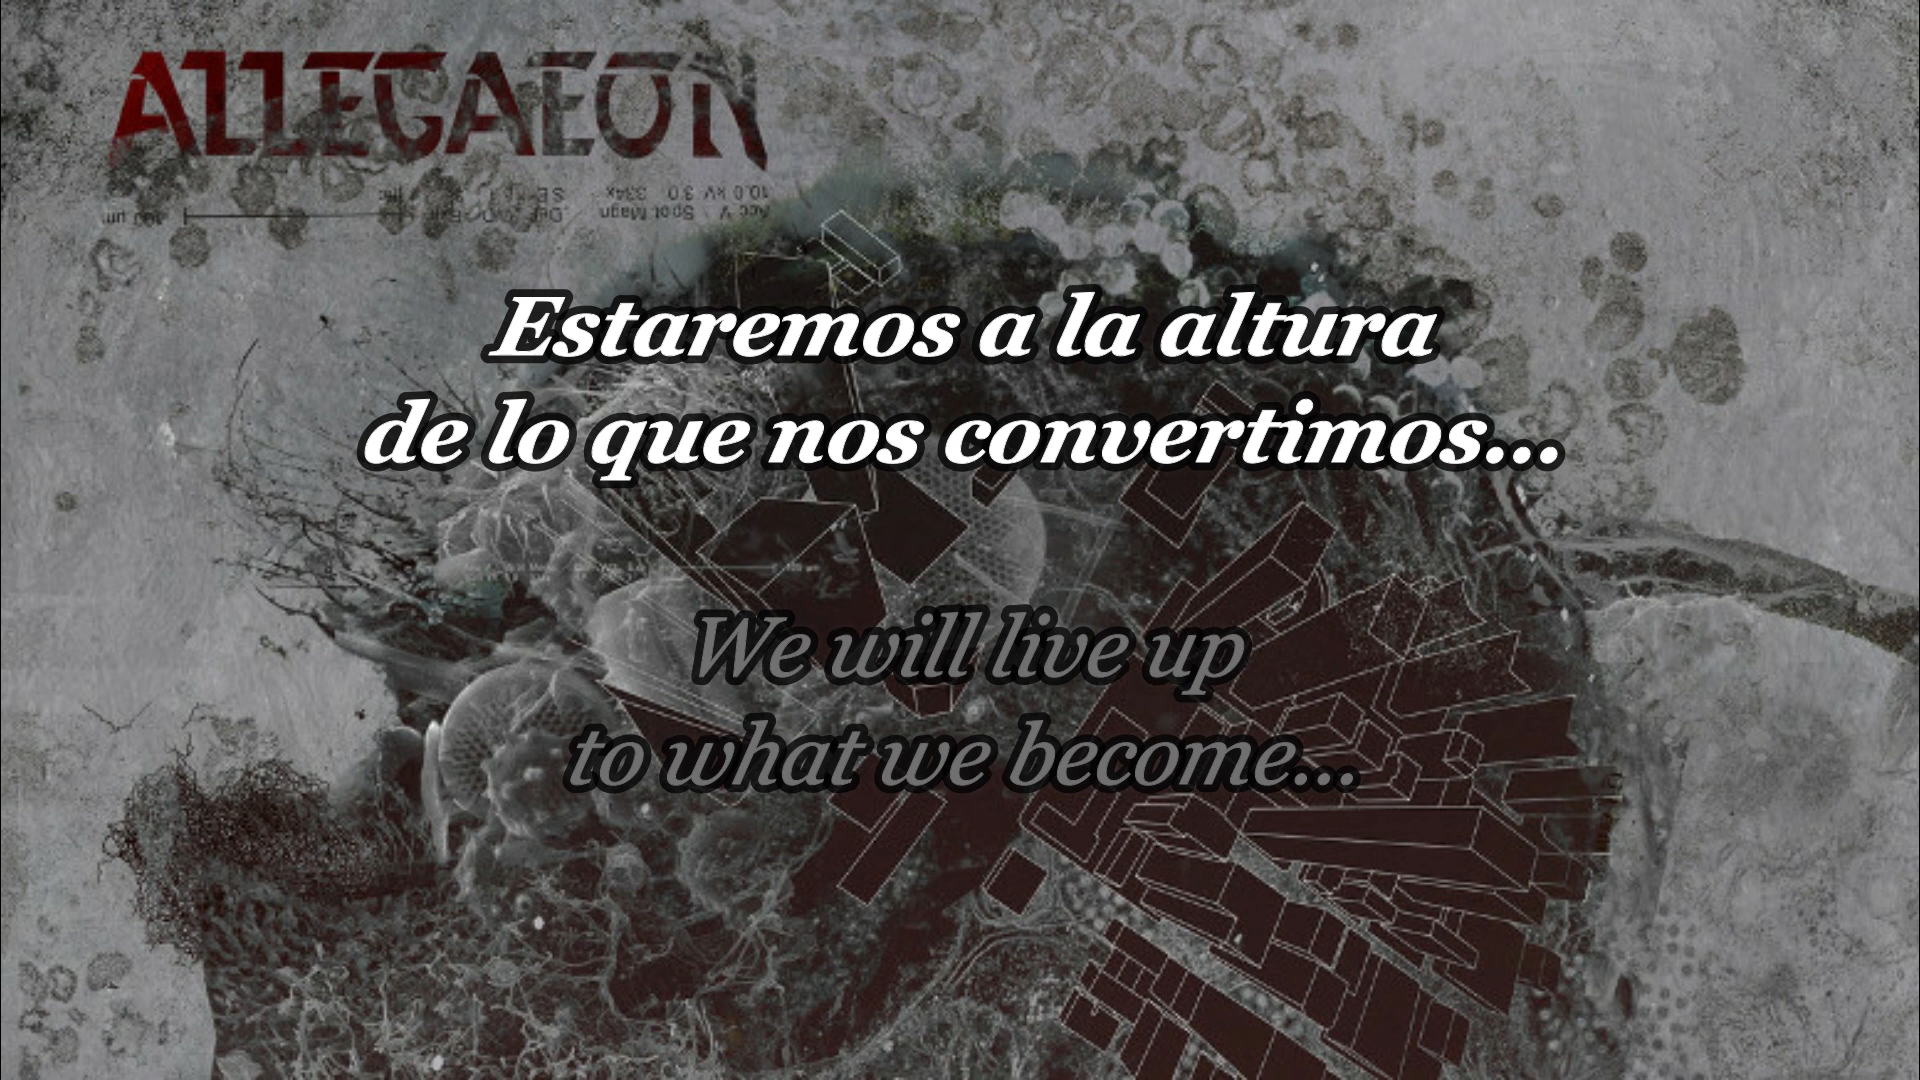 ALLEGAEON
Estaremos a la altura
de lo que nos convertimos...
We will live up
to what we become...